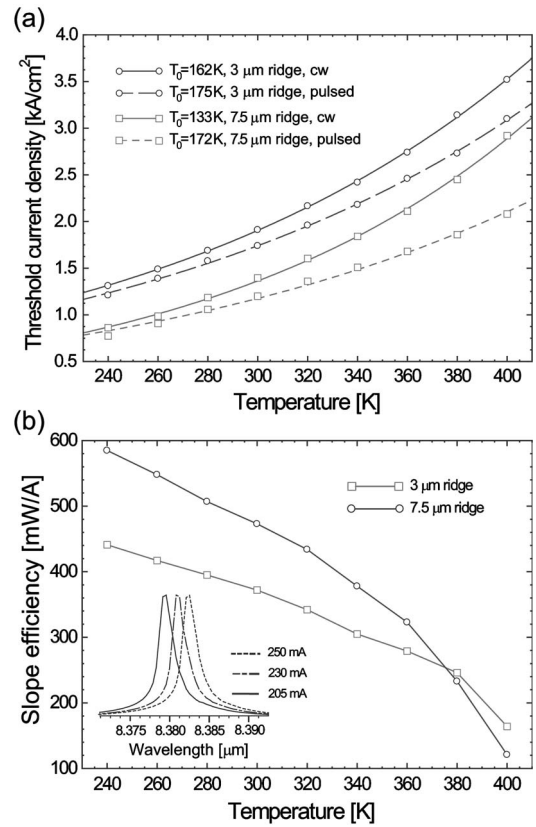 (a)
4.0
3.5
3.0
2.5
2.0
1.5
1.0
0.5
Threshold current density [kA/cm²]
T₀=162K, 3 μm ridge, cw
T₀=175K, 3 μm ridge, pulsed
T₀=133K, 7.5 μm ridge, cw
T₀=172K, 7.5 μm ridge, pulsed
240 260 280 300 320 340 360 380 400
Temperature [K]
(b)
600
500
400
300
200
100
Slope efficiency [mW/A]
3 μm ridge
7.5 μm ridge
250 mA
230 mA
205 mA
8.375 8.380 8.385 8.390
Wavelength [μm]
240 260 280 300 320 340 360 380 400
Temperature [K]